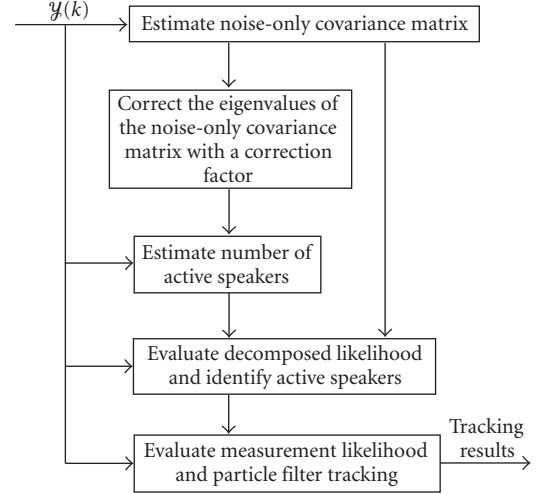 𝒴(k)
Estimate noise-only covariance matrix
Correct the eigenvalues of
the noise-only covariance
matrix with a correction
factor
Estimate number of
active speakers
Evaluate decomposed likelihood
and identify active speakers
Evaluate measurement likelihood
and particle filter tracking
Tracking
results